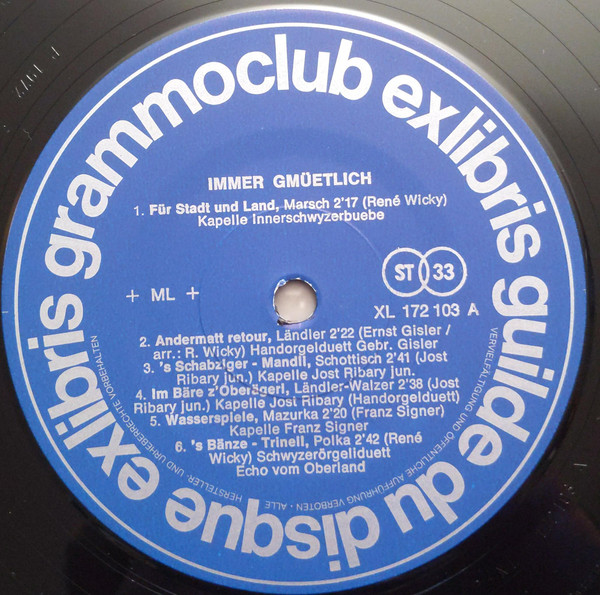 grammoclub exlibris guilde du disque exlibris
IMMER GMÜETLICH
1. Für Stadt und Land, Marsch 2'17 (René Wicky)
Kapelle Innerschwyzerbuebe
ST 33
+ ML +
XL 172 103 A
2. Andermatt retour, Ländler 2'22 (Ernst Gisler /
arr.: R. Wicky) Handorgelduett Gebr. Gisler
3. 's Schabziger - Mandli, Schottisch 2'41 (Jost
Ribary jun.) Kapelle Jost Ribary jun.
4. Im Bäre z'Oberägeri, Ländler-Walzer 2'38 (Jost
Ribary jun.) Kapelle Jost Ribary (Handorgelduett)
5. Wasserspiele, Mazurka 2'20 (Franz Signer)
Kapelle Franz Signer
6. 's Bänze - Trineli, Polka 2'42 (René
Wicky) Schwyzerörgeliduett
Echo vom Oberland
VERVIELFÄLTIGUNG UND ÖFFENTLICHE AUFFÜHRUNG VERBOTEN • ALLE HERSTELLER- UND URHEBERRECHTE VORBEHALTEN